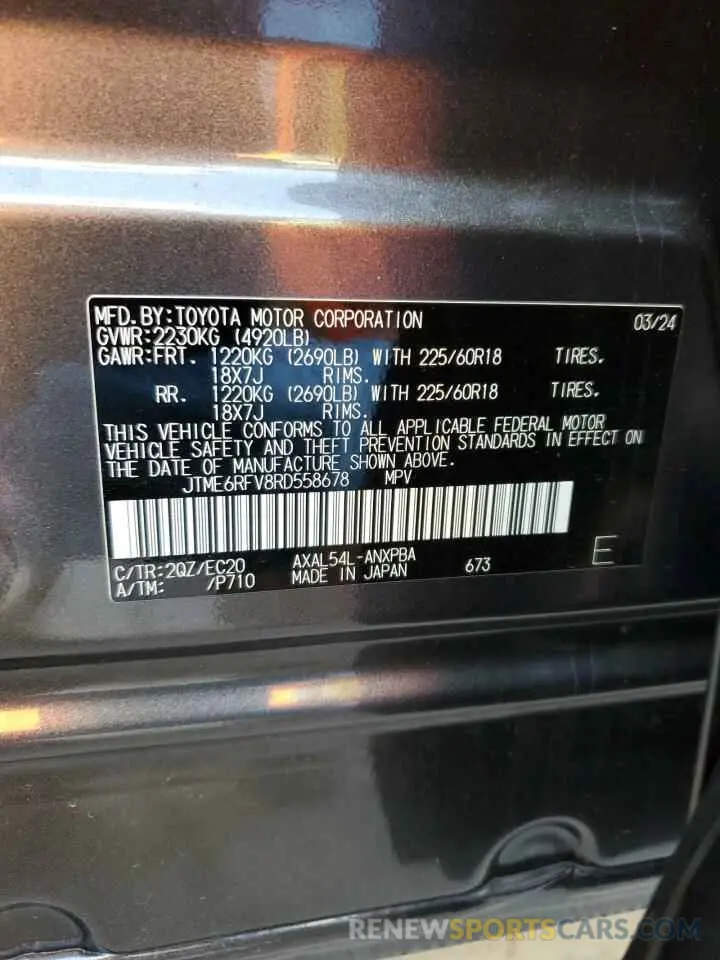 MFD.BY:TOYOTA MOTOR CORPORATION 03/24
GVWR:2230KG (4920LB)
GAWR:FRT. 1220KG (2690LB) WITH 225/60R18 TIRES.
18X7J RIMS.
RR. 1220KG (2690LB) WITH 225/60R18 TIRES.
18X7J RIMS.
THIS VEHICLE CONFORMS TO ALL APPLICABLE FEDERAL MOTOR
VEHICLE SAFETY AND THEFT PREVENTION STANDARDS IN EFFECT ON
THE DATE OF MANUFACTURE SHOWN ABOVE.
JTME6RFV8RD558678 MPV
C/TR:2QZ/EC20 AXAL54L-ANXPBA 673 E
A/TM: /P710 MADE IN JAPAN
RENEWSPORTSCARS.COM